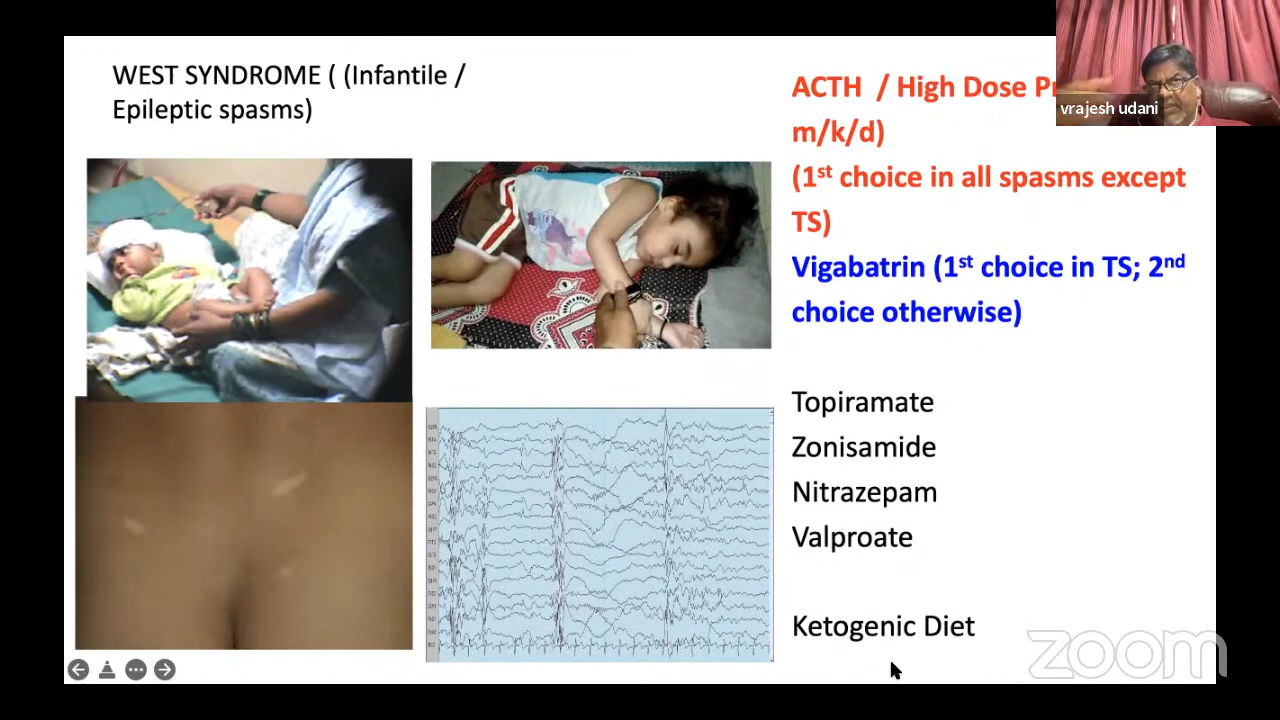 WEST SYNDROME ( (Infantile /
Epileptic spasms)
ACTH / High Dose
m/k/d)
(1st choice in all spasms except
TS)
Vigabatrin (1st choice in TS; 2nd
choice otherwise)
Topiramate
Zonisamide
Nitrazepam
Valproate
Ketogenic Diet
vrajesh udani
zoom